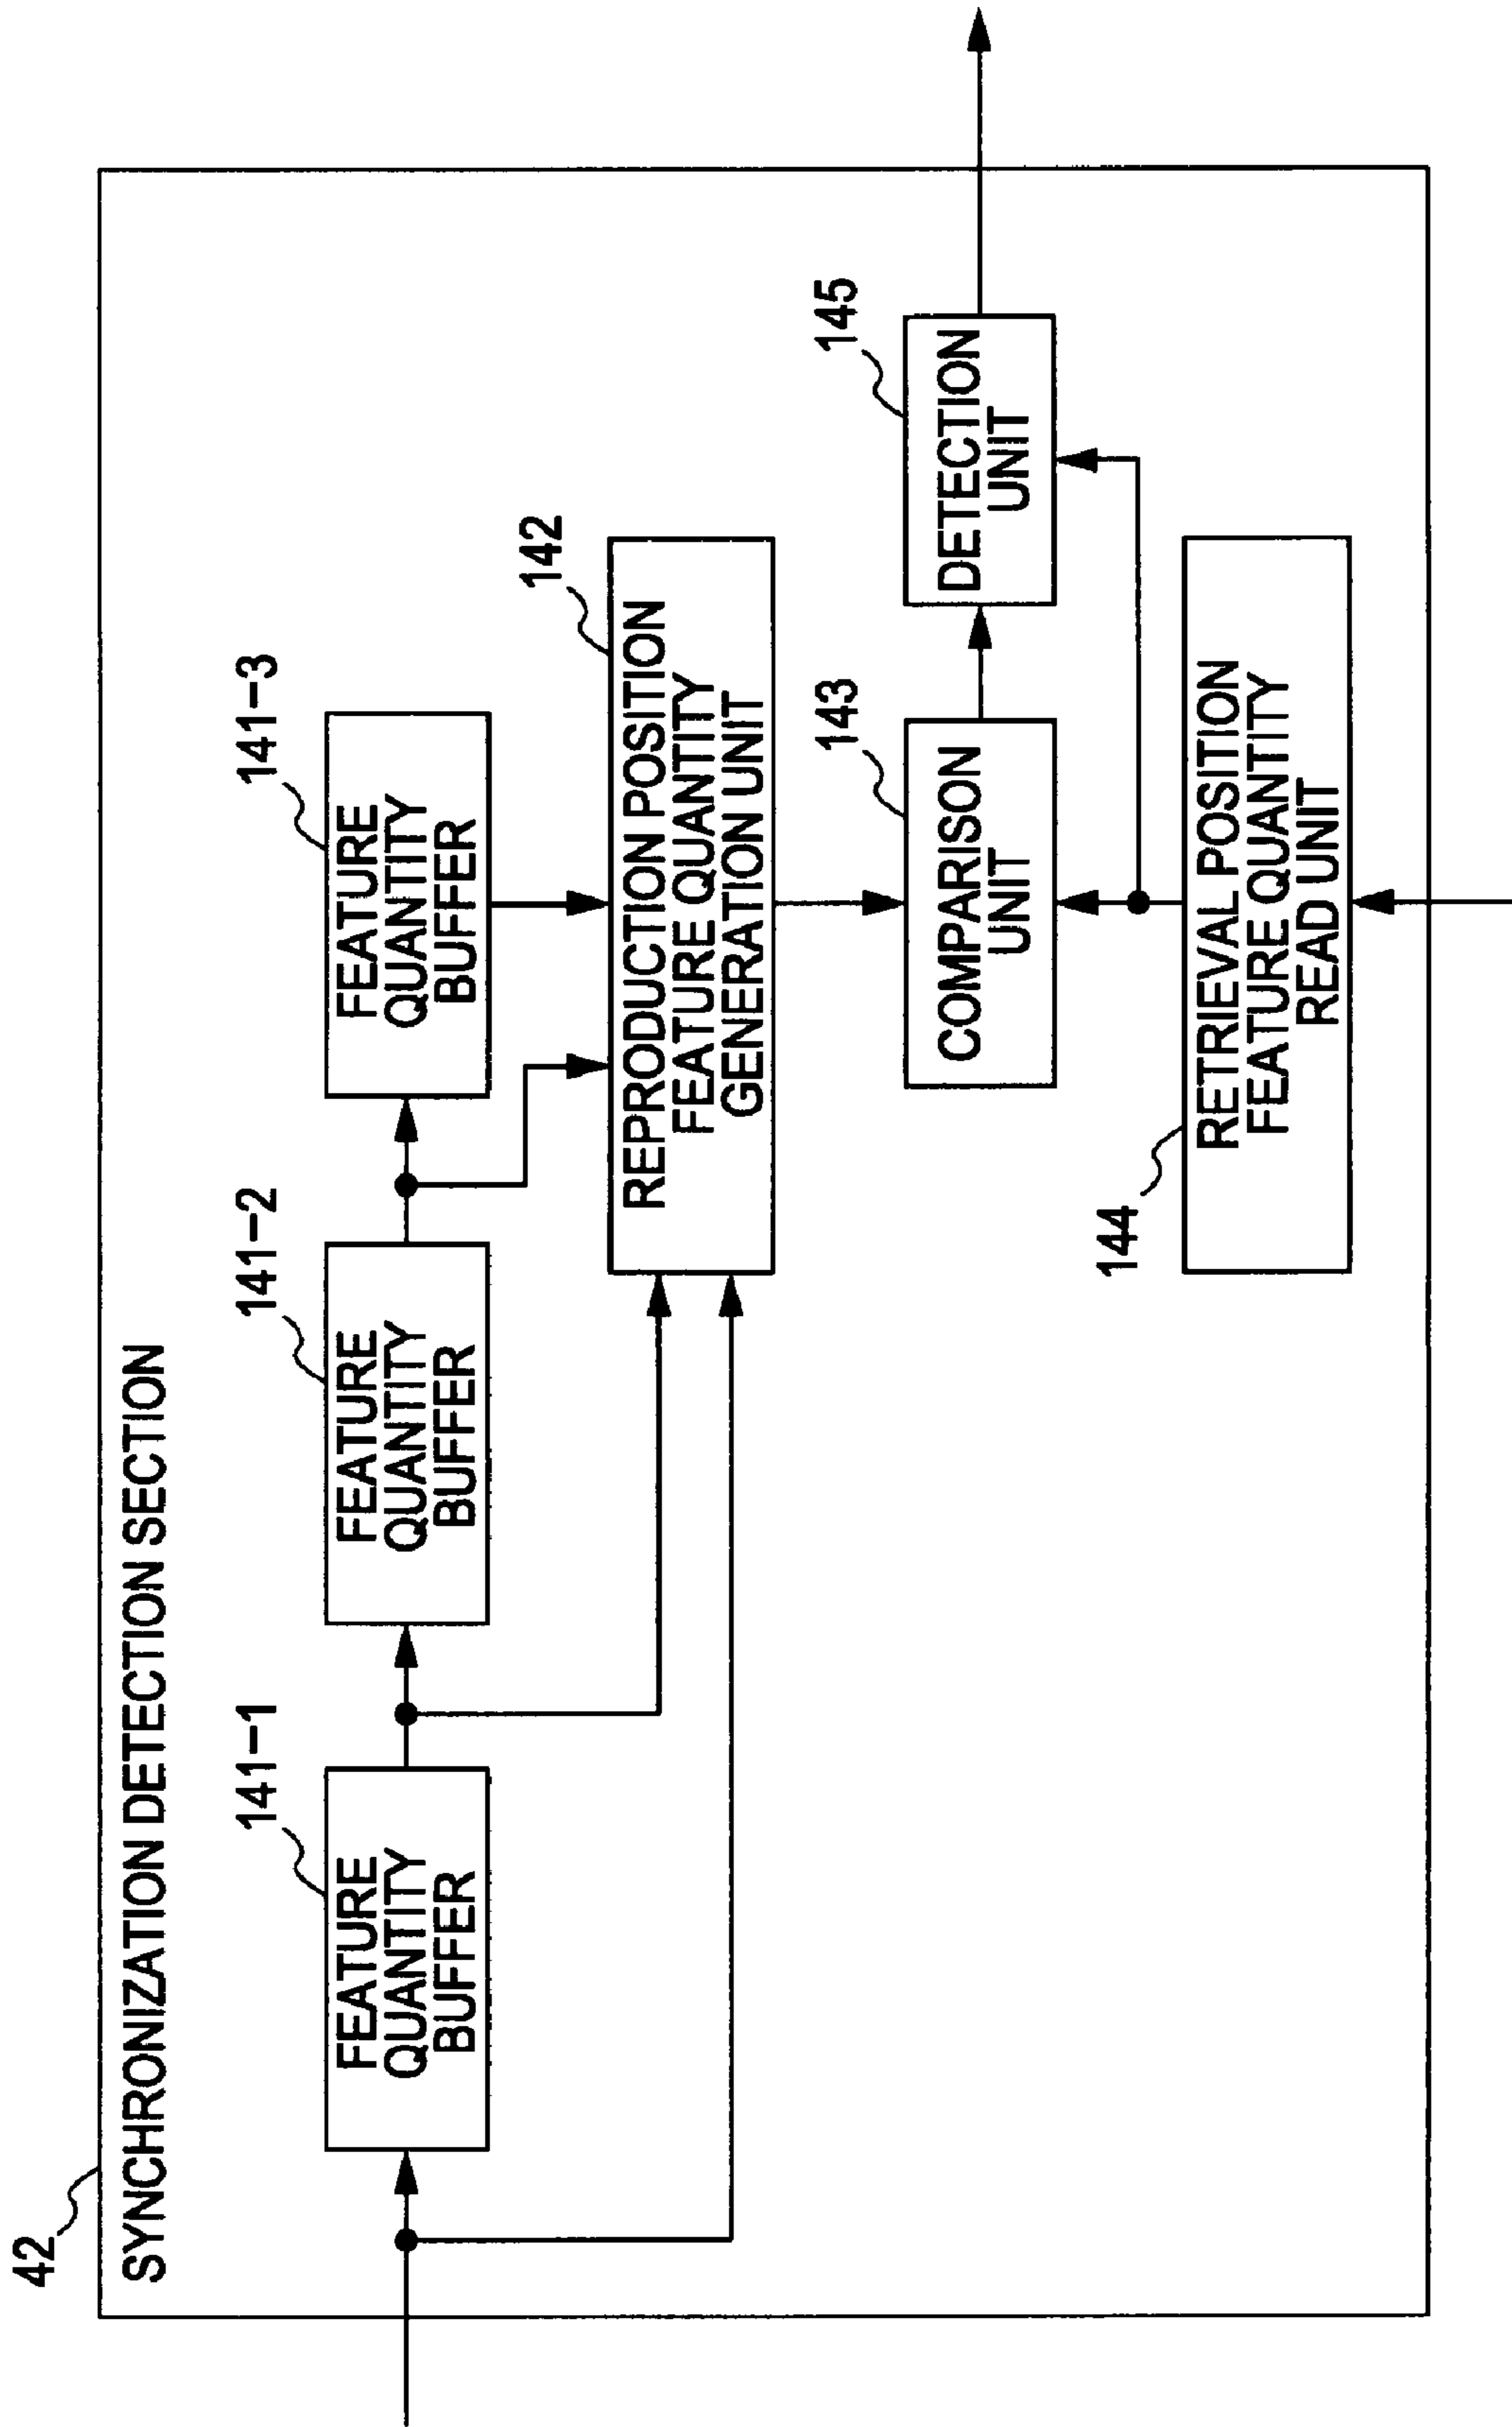 42
SYNCHRONIZATION DETECTION SECTION
141-1
FEATURE
QUANTITY
BUFFER
141-2
FEATURE
QUANTITY
BUFFER
141-3
FEATURE
QUANTITY
BUFFER
142
REPRODUCTION POSITION
FEATURE QUANTITY
GENERATION UNIT
143
COMPARISON
UNIT
145
DETECTION
UNIT
144
RETRIEVAL POSITION
FEATURE QUANTITY
READ UNIT